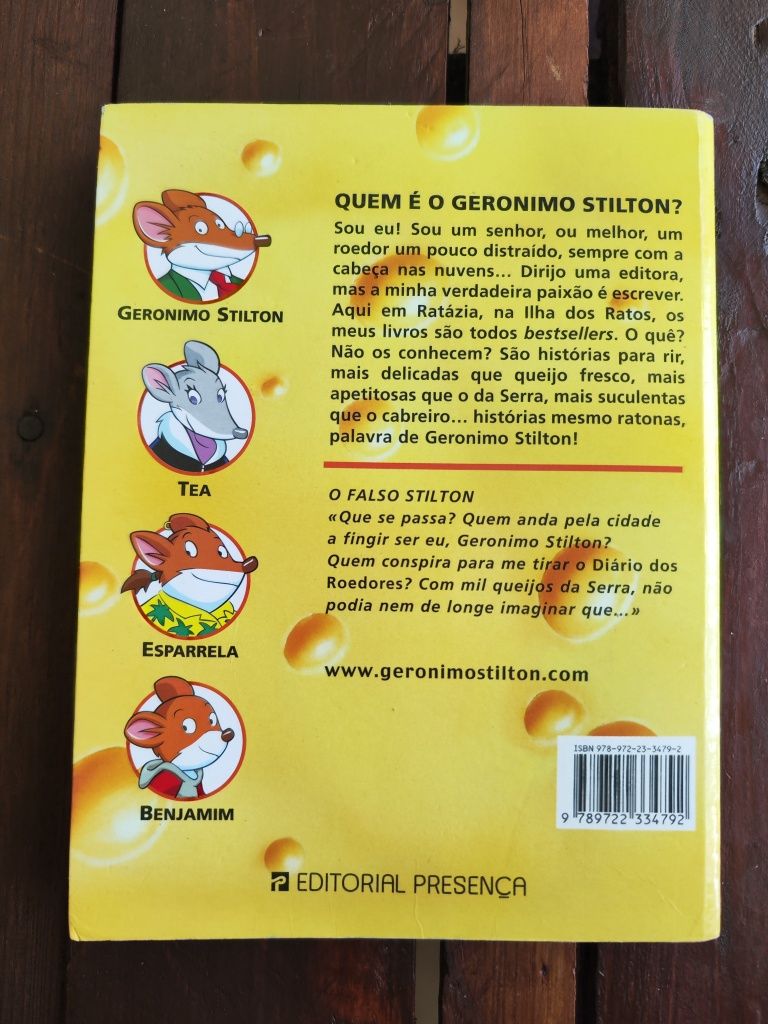 QUEM É O GERONIMO STILTON?
Sou eu! Sou um senhor, ou melhor, um
roedor um pouco distraído, sempre com a
cabeça nas nuvens... Dirijo uma editora,
mas a minha verdadeira paixão é escrever.
Aqui em Ratázia, na Ilha dos Ratos, os
meus livros são todos bestsellers. O quê?
Não os conhecem? São histórias para rir,
mais delicadas que queijo fresco, mais
apetitosas que o da Serra, mais suculentas
que o cabreiro... histórias mesmo ratonas,
palavra de Geronimo Stilton!
GERONIMO STILTON
TEA
ESPARRELA
BENJAMIM
O FALSO STILTON
«Que se passa? Quem anda pela cidade
a fingir ser eu, Geronimo Stilton?
Quem conspira para me tirar o Diário dos
Roedores? Com mil queijos da Serra, não
podia nem de longe imaginar que...»
www.geronimostilton.com
ISBN 978-972-23-3479-2
9 789722 334792
EDITORIAL PRESENÇA